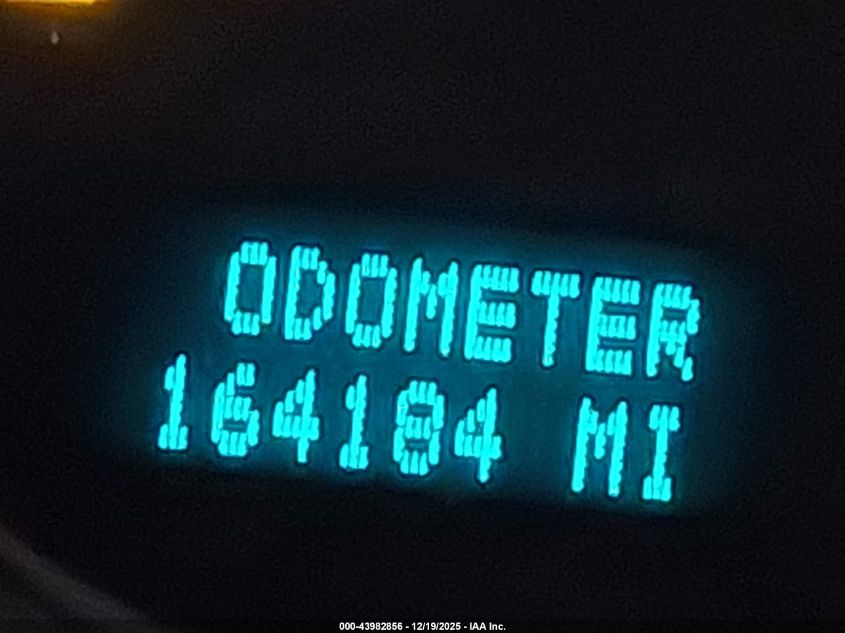 ODOMETER
164184 MI
000-43982856 - 12/19/2025 - IAA Inc.